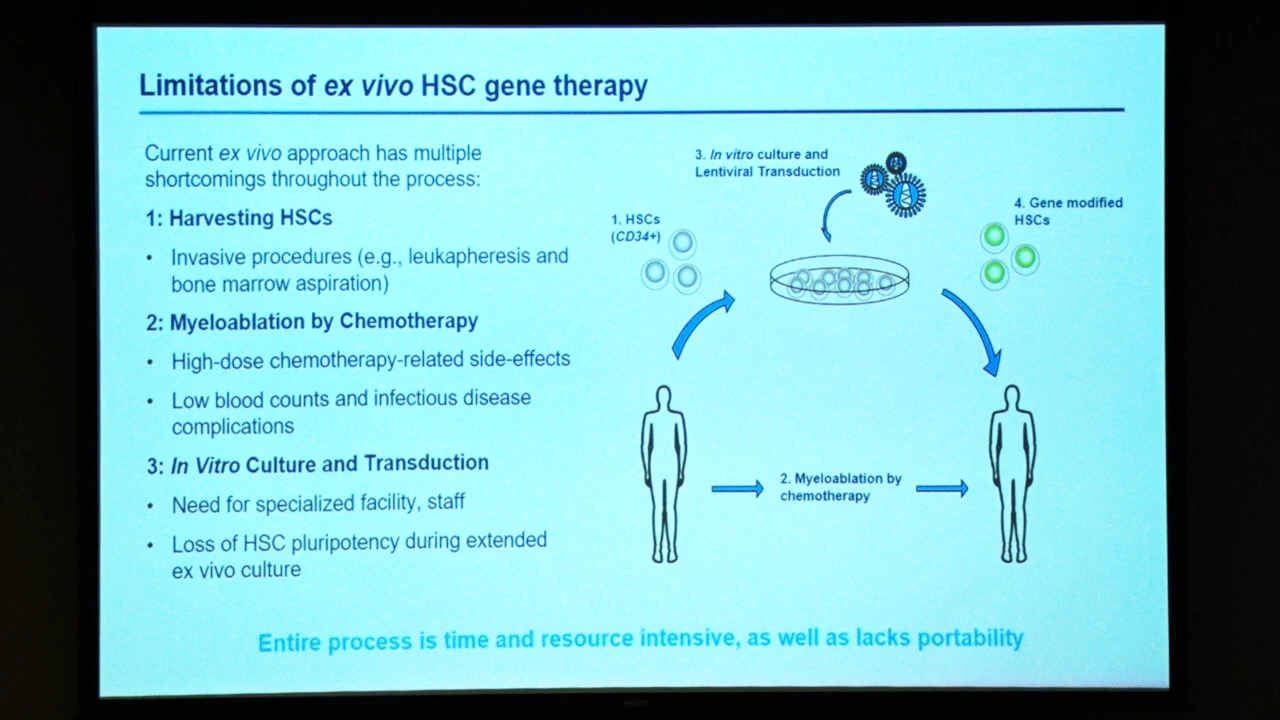 Limitations of ex vivo HSC gene therapy
Current ex vivo approach has multiple
shortcomings throughout the process:
1: Harvesting HSCs
• Invasive procedures (e.g., leukapheresis and
bone marrow aspiration)
2: Myeloablation by Chemotherapy
• High-dose chemotherapy-related side-effects
• Low blood counts and infectious disease
complications
3: In Vitro Culture and Transduction
• Need for specialized facility, staff
• Loss of HSC pluripotency during extended
ex vivo culture
3. In vitro culture and
Lentiviral Transduction
1. HSCs
(CD34+)
4. Gene modified
HSCs
2. Myeloablation by
chemotherapy
Entire process is time and resource intensive, as well as lacks portability